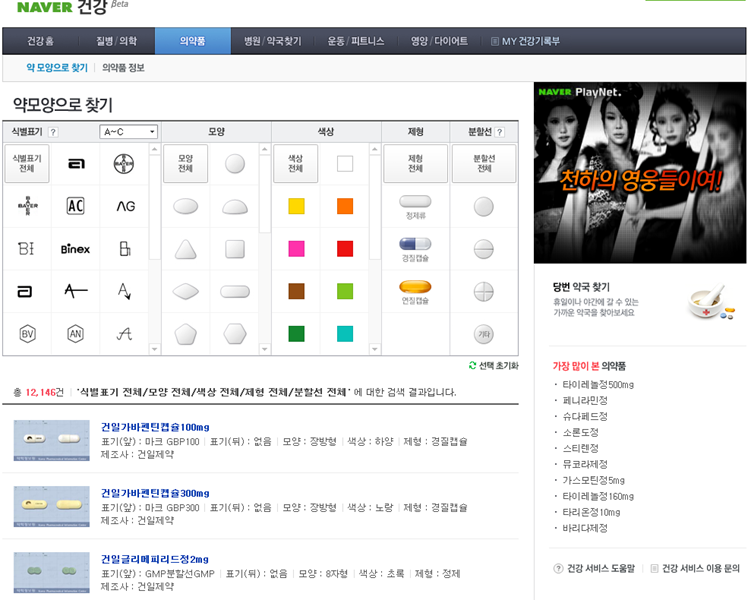 NAVER 건강 Beta
건강 홈 질병/의학 의약품 병원/약국찾기 운동/피트니스 영양/다이어트 MY 건강기록부
약 모양으로 찾기 의약품 정보
약모양으로 찾기
식별표기 ? A~C 모양 색상 제형 분할선 ?
식별표기 전체
모양 전체
색상 전체
제형 전체
분할선 전체
BAYER
BAYER AC AG 정제류
BI Binex 경질캡슐
연질캡슐
BV AN 기타
선택 초기화
총 12,146건 '식별표기 전체/모양 전체/색상 전체/제형 전체/분할선 전체' 에 대한 검색 결과입니다.
건일가바펜틴캡슐100mg
표기(앞) : 마크 GBP100 표기(뒤) : 없음 모양 : 장방형 색상 : 하양 제형 : 경질캡슐
제조사 : 건일제약
건일가바펜틴캡슐300mg
표기(앞) : 마크 GBP300 표기(뒤) : 없음 모양 : 장방형 색상 : 노랑 제형 : 경질캡슐
제조사 : 건일제약
건일글리메피리드정2mg
표기(앞) : GMP분할선GMP 표기(뒤) : 없음 모양 : 8자형 색상 : 초록 제형 : 정제
제조사 : 건일제약
NAVER PlayNet.
천하의 영웅들이여!
당번 약국 찾기
휴일이나 야간에 갈 수 있는
가까운 약국을 찾아보세요
가장 많이 본 의약품
· 타이레놀정500mg
· 페니라민정
· 슈다페드정
· 소론도정
· 스티렌정
· 뮤코라제정
· 가스모틴정5mg
· 타이레놀정160mg
· 타리온정10mg
· 바리다제정
? 건강 서비스 도움말 건강 서비스 이용 문의